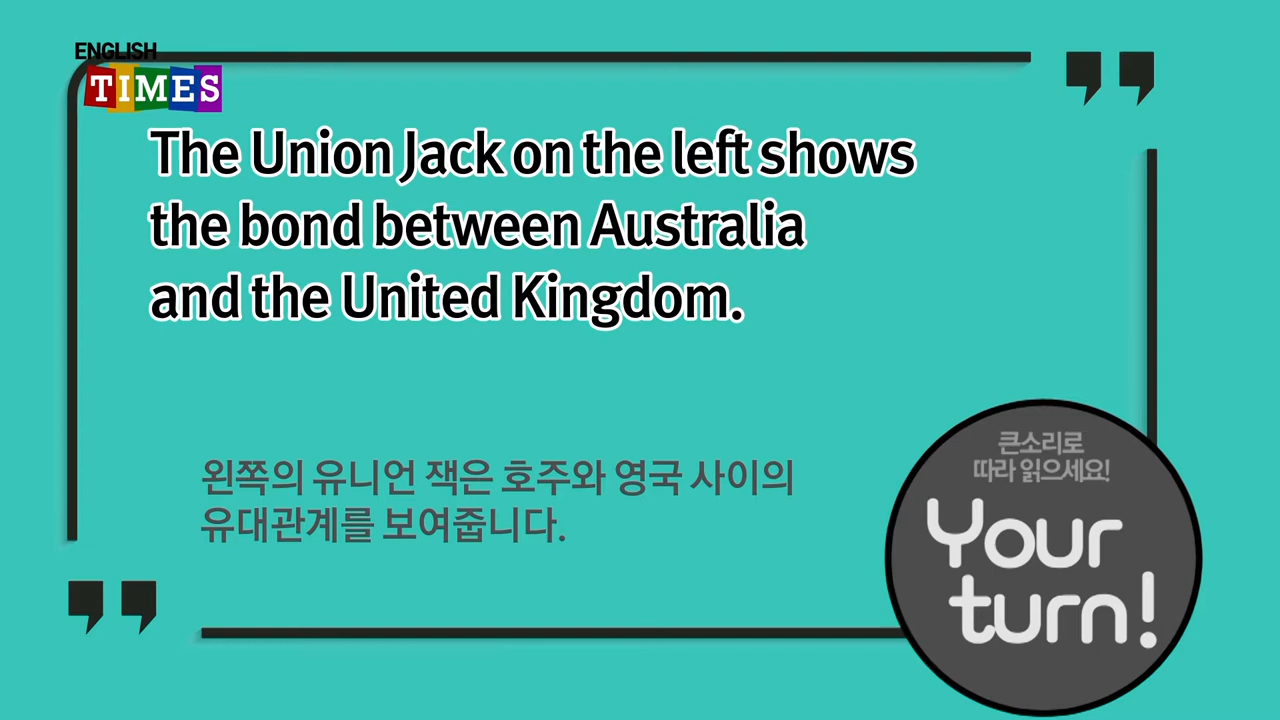 ENGLISH
TIMES
The Union Jack on the left shows
the bond between Australia
and the United Kingdom.
왼쪽의 유니언 잭은 호주와 영국 사이의
유대관계를 보여줍니다.
큰소리로
따라 읽으세요!
Your
turn!